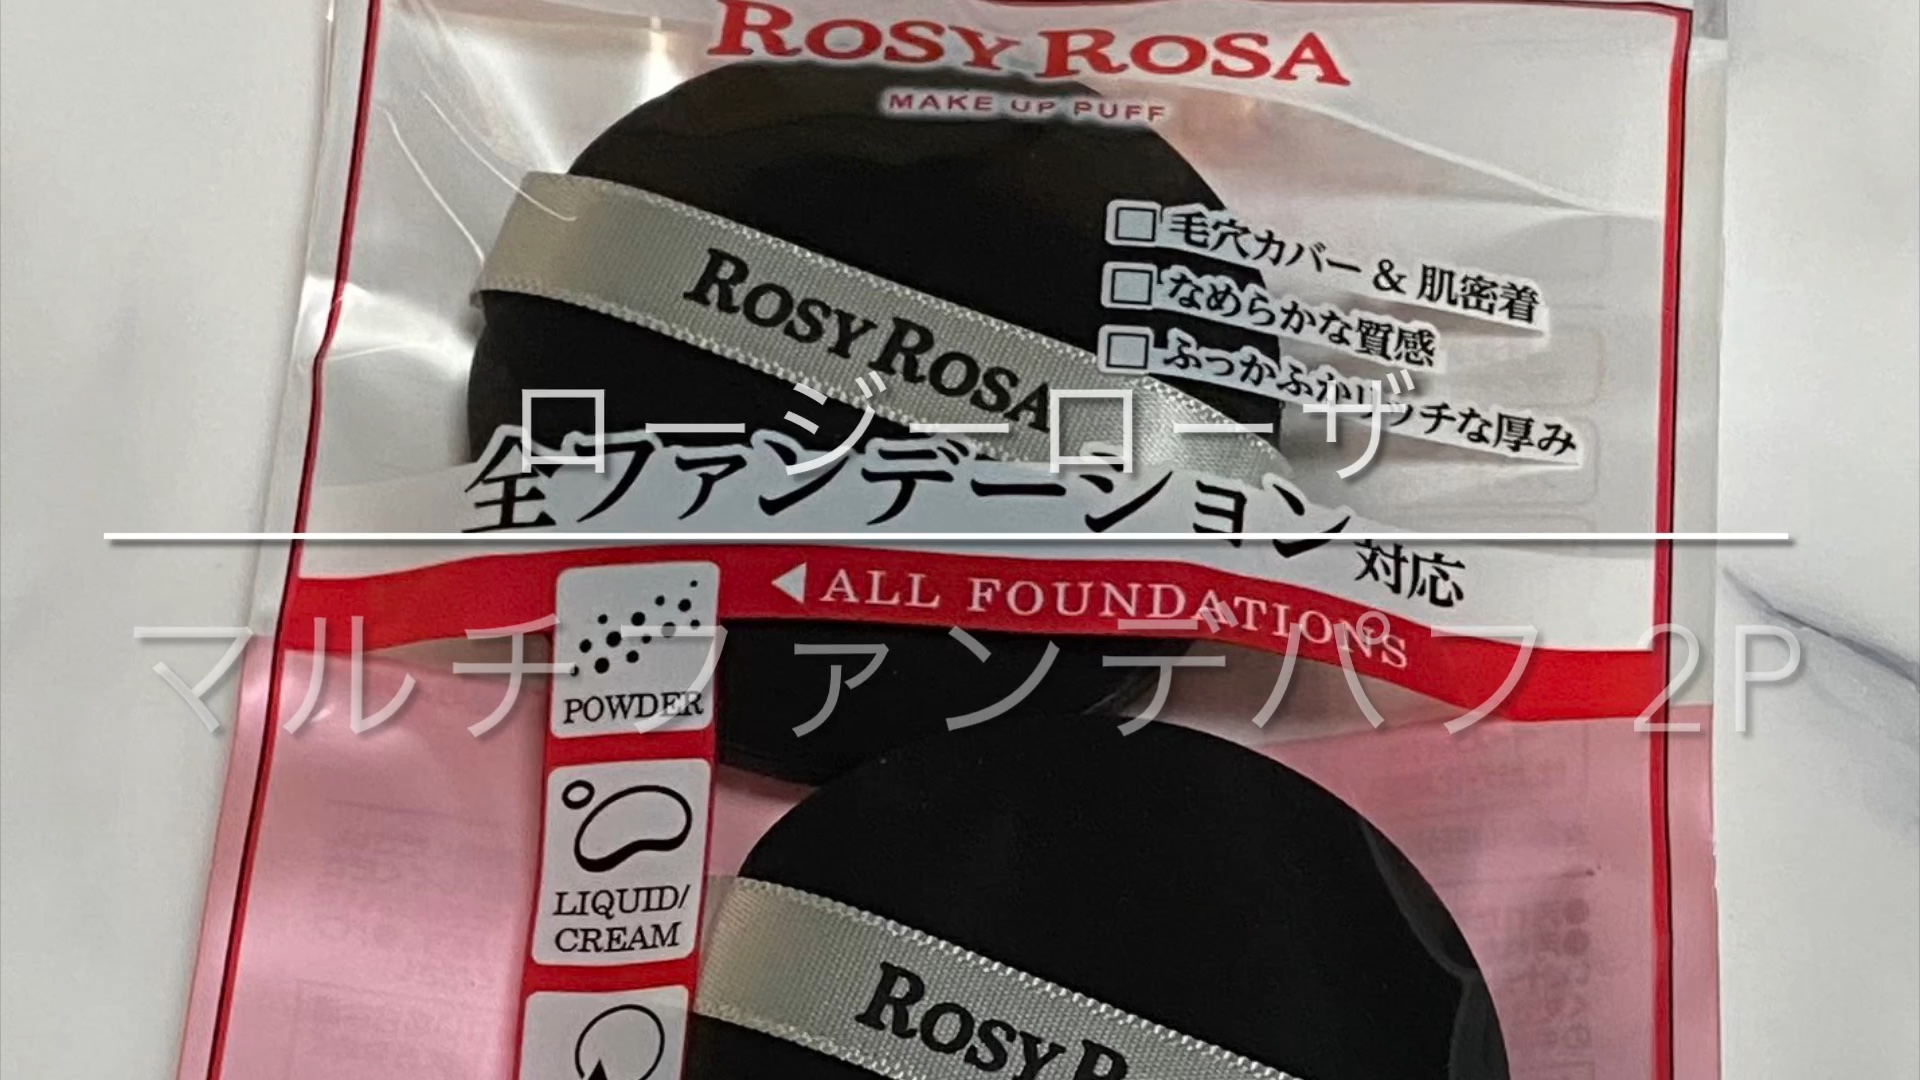 ROSY ROSA
MAKE UP PUFF
□毛穴カバー & 肌密着
□なめらかな質感
□ふっかふかリッチな厚み
ROSY ROSA
ロージーローザ
全ファンデーション対応
◀ALL FOUNDATIONS
マルチファンデパフ 2P
POWDER
LIQUID/
CREAM
ROSY R